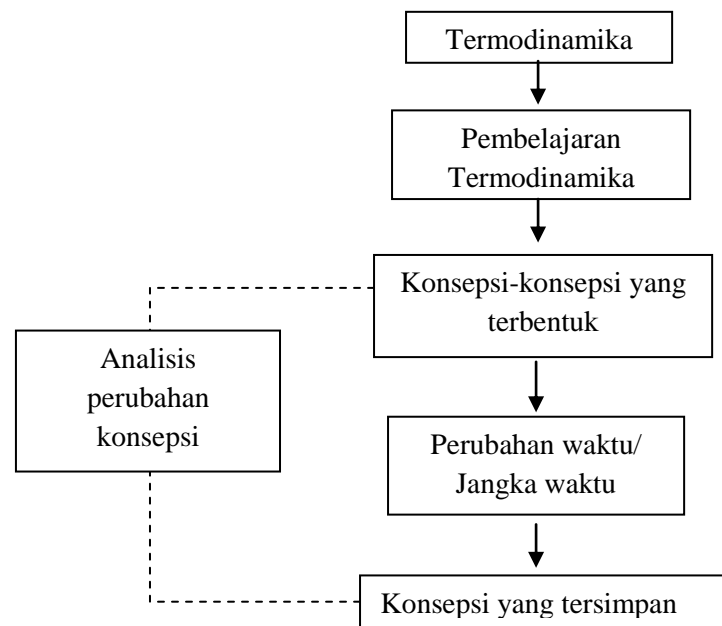 Termodinamika
Pembelajaran
Termodinamika
Konsepsi-konsepsi yang
terbentuk
Analisis
perubahan
konsepsi
Perubahan waktu/
Jangka waktu
Konsepsi yang tersimpan